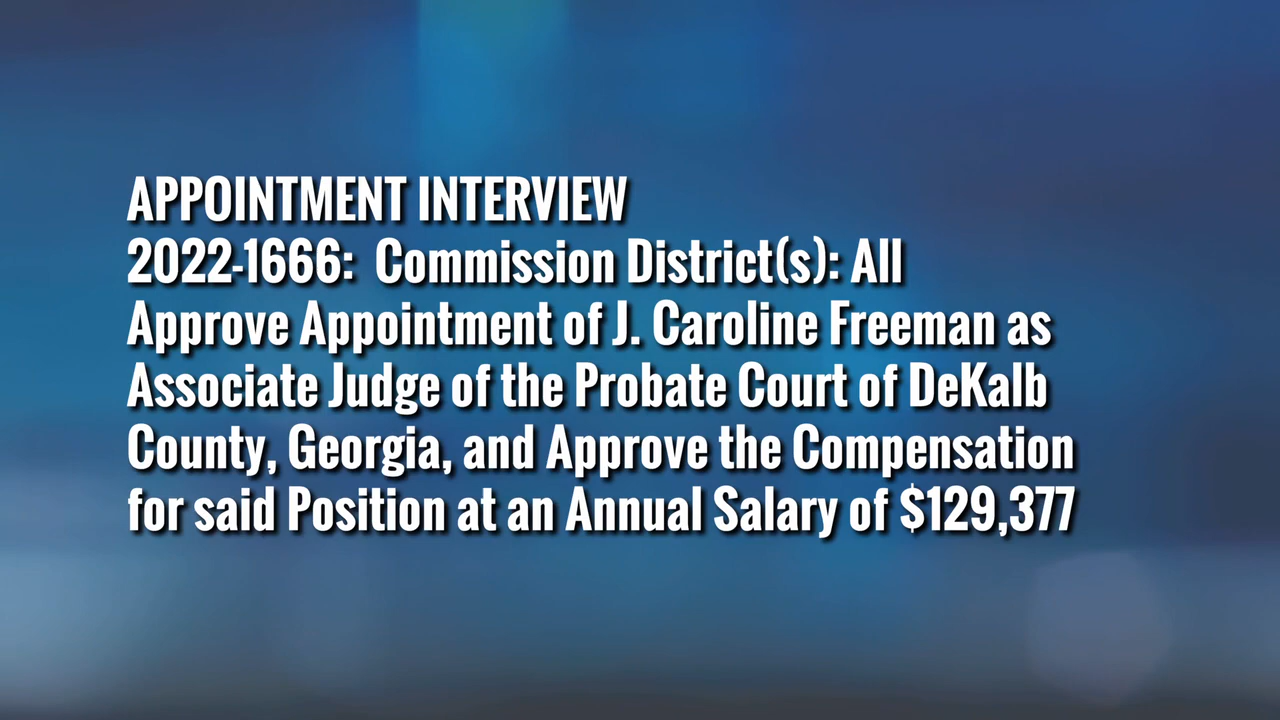 APPOINTMENT INTERVIEW
2022-1666:  Commission District(s): All
Approve Appointment of J. Caroline Freeman as
Associate Judge of the Probate Court of DeKalb
County, Georgia, and Approve the Compensation
for said Position at an Annual Salary of $129,377